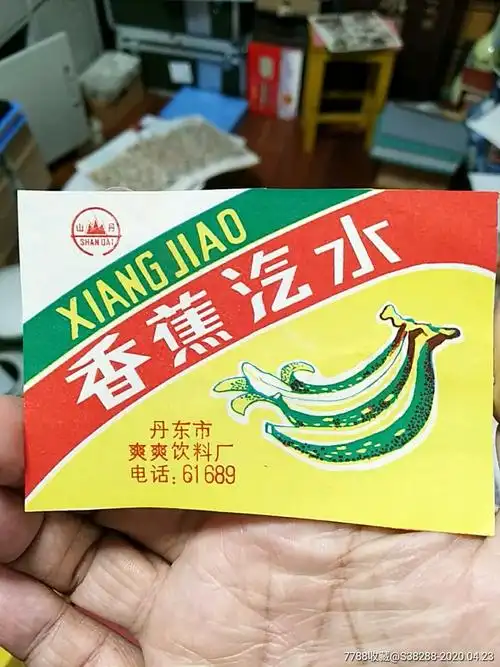 山 丹
SHAN DAI
XIANG JIAO
香蕉汽水
丹东市
爽爽饮料厂
电话:61689
7788收藏@S38288-2020.04.23